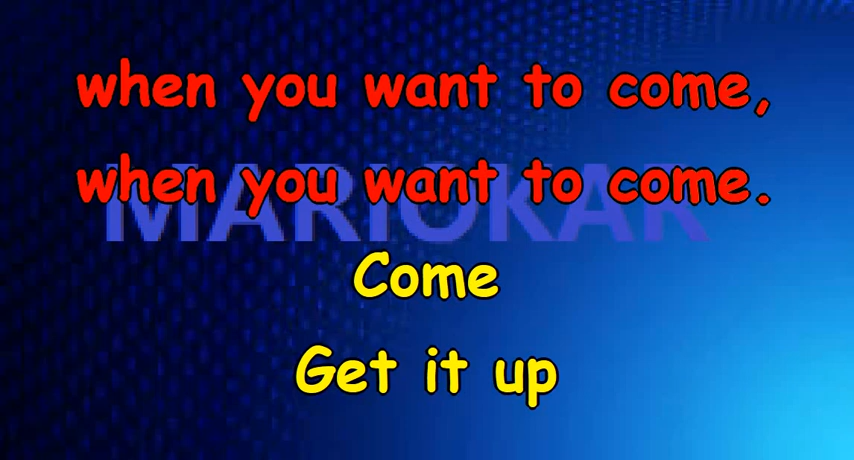 when you want to come,
when you want to come.
MARIOKAR
Come
Get it up